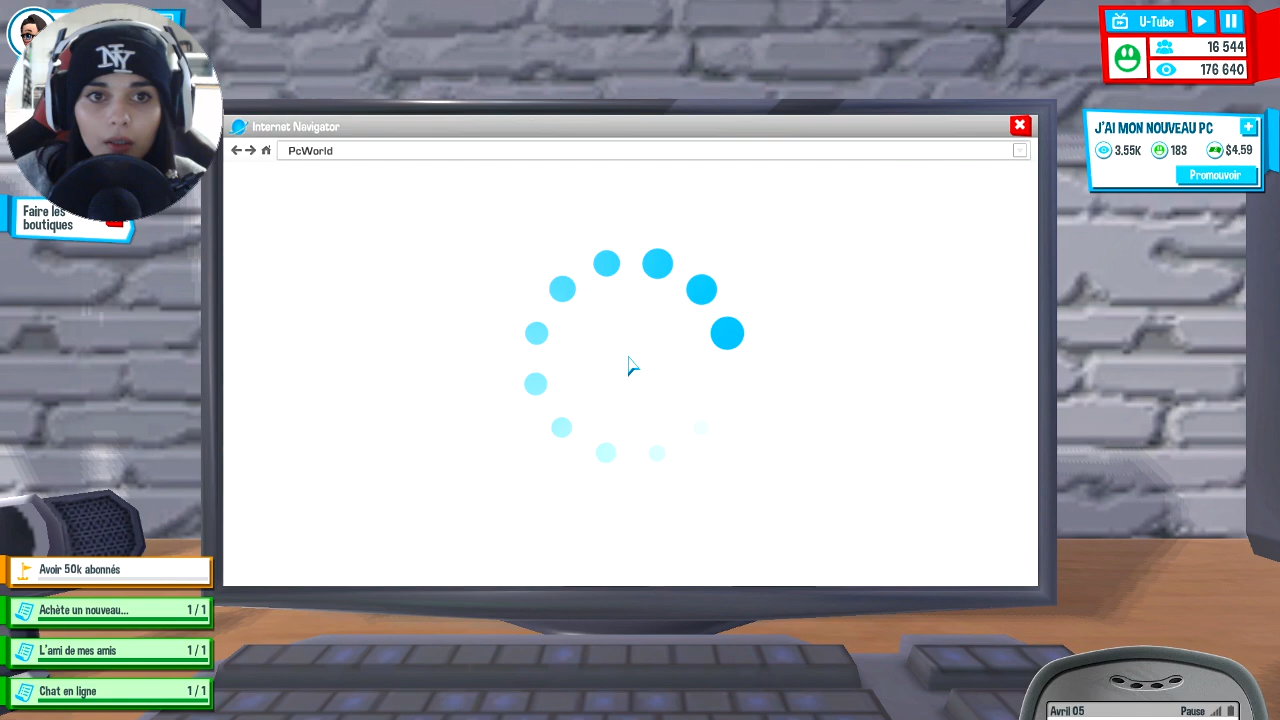 U-Tube
16 544
176 640
Internet Navigator
PcWorld
J'AI MON NOUVEAU PC
3.55K 183 $4,59
Promouvoir
NY
Faire les
boutiques
Avoir 50k abonnés
Achète un nouveau... 1 / 1
L'ami de mes amis 1 / 1
Chat en ligne 1 / 1
Avril 05 Pause